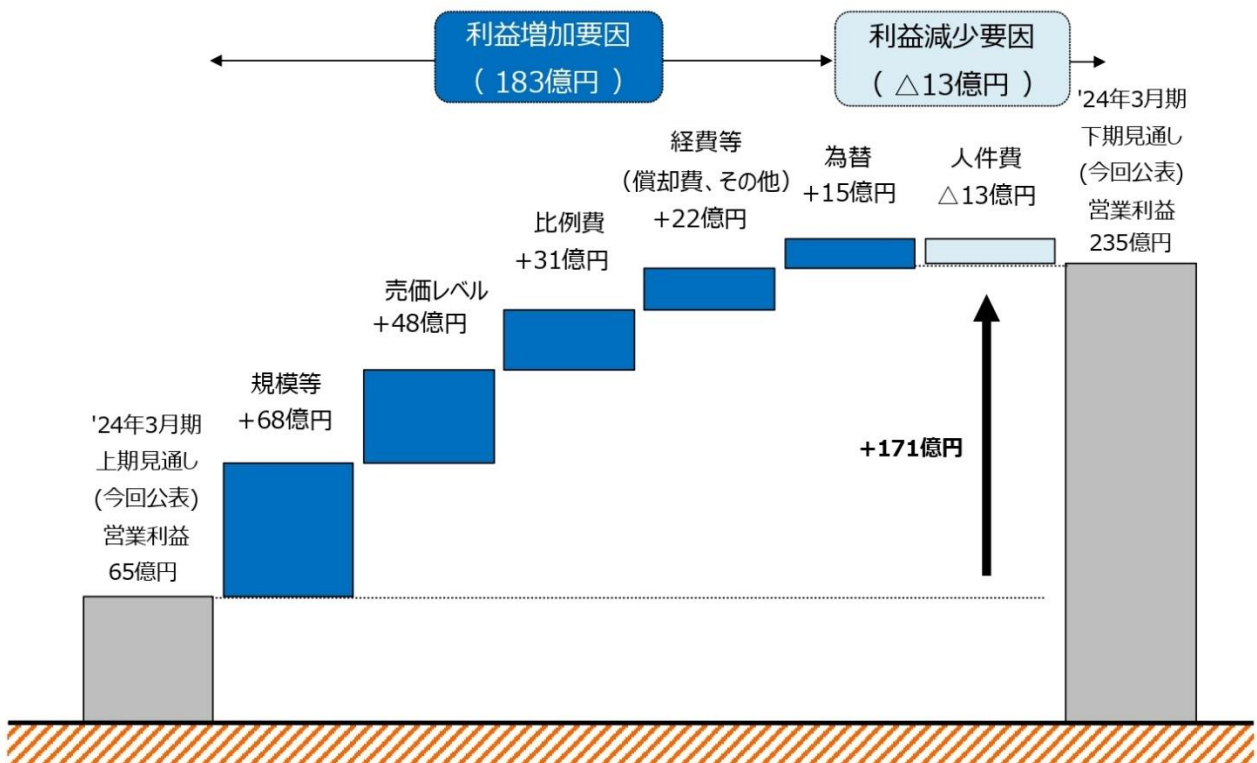 利益増加要因
（ 183億円 ）
利益減少要因
（ △13億円 ）
'24年3月期
上期見通し
(今回公表)
営業利益
65億円
規模等
+68億円
売価レベル
+48億円
比例費
+31億円
経費等
（償却費、その他）
+22億円
為替
+15億円
人件費
△13億円
'24年3月期
下期見通し
(今回公表)
営業利益
235億円
+171億円